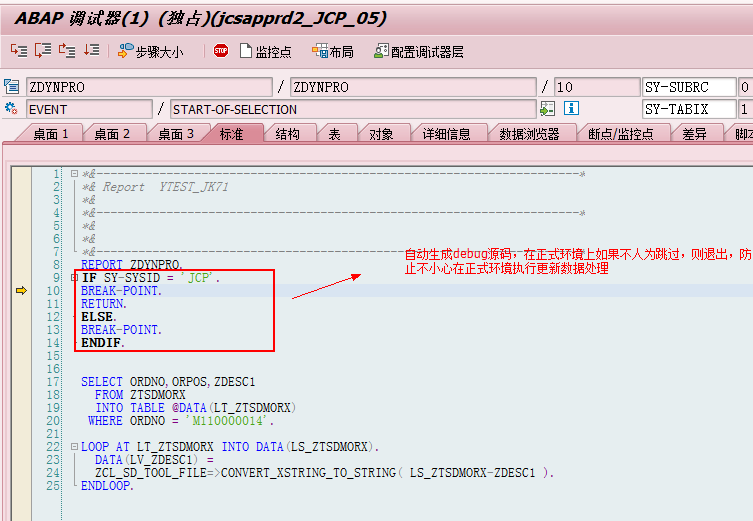 ABAP 调试器(1) (独占)(jcsapprd2_JCP_05)
步骤大小 STOP 监控点 布局 配置调试器层
ZDYNPRO / ZDYNPRO / 10 SY-SUBRC 0
EVENT / START-OF-SELECTION SY-TABIX 1
桌面 1 桌面 2 桌面 3 标准 结构 表 对象 详细信息 数据浏览器 断点/监控点 差异 脚本
1 *&---------------------------------------------------------------------*
2 *& Report YTEST_JK71
3 *&
4 *&---------------------------------------------------------------------*
5 *&
6 *&
7 *&---------------------------------------------------------------------*
自动生成debug源码，在正式环境上如果不人为跳过，则退出，防
止不小心在正式环境执行更新数据处理
8 REPORT ZDYNPRO.
9 IF SY-SYSID = 'JCP'.
10 BREAK-POINT.
11 RETURN.
12 ELSE.
13 BREAK-POINT.
14 ENDIF.
15
16
17 SELECT ORDNO,ORPOS,ZDESC1
18 FROM ZTSDMORX
19 INTO TABLE @DATA(LT_ZTSDMORX)
20 WHERE ORDNO = 'M110000014'.
21
22 LOOP AT LT_ZTSDMORX INTO DATA(LS_ZTSDMORX).
23 DATA(LV_ZDESC1) =
24 ZCL_SD_TOOL_FILE=>CONVERT_XSTRING_TO_STRING( LS_ZTSDMORX-ZDESC1 ).
25 ENDLOOP.